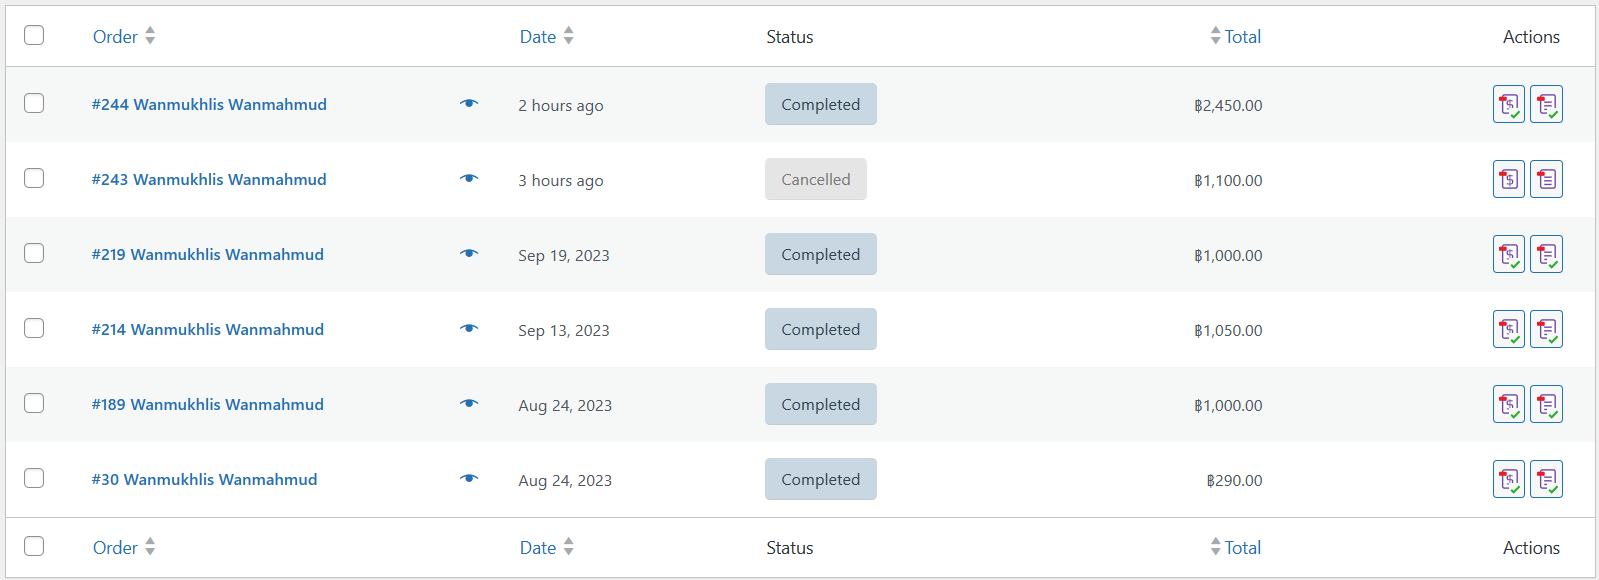 Order Date Status Total Actions
#244 Wanmukhlis Wanmahmud 2 hours ago Completed ฿2,450.00
#243 Wanmukhlis Wanmahmud 3 hours ago Cancelled ฿1,100.00
#219 Wanmukhlis Wanmahmud Sep 19, 2023 Completed ฿1,000.00
#214 Wanmukhlis Wanmahmud Sep 13, 2023 Completed ฿1,050.00
#189 Wanmukhlis Wanmahmud Aug 24, 2023 Completed ฿1,000.00
#30 Wanmukhlis Wanmahmud Aug 24, 2023 Completed ฿290.00
Order Date Status Total Actions